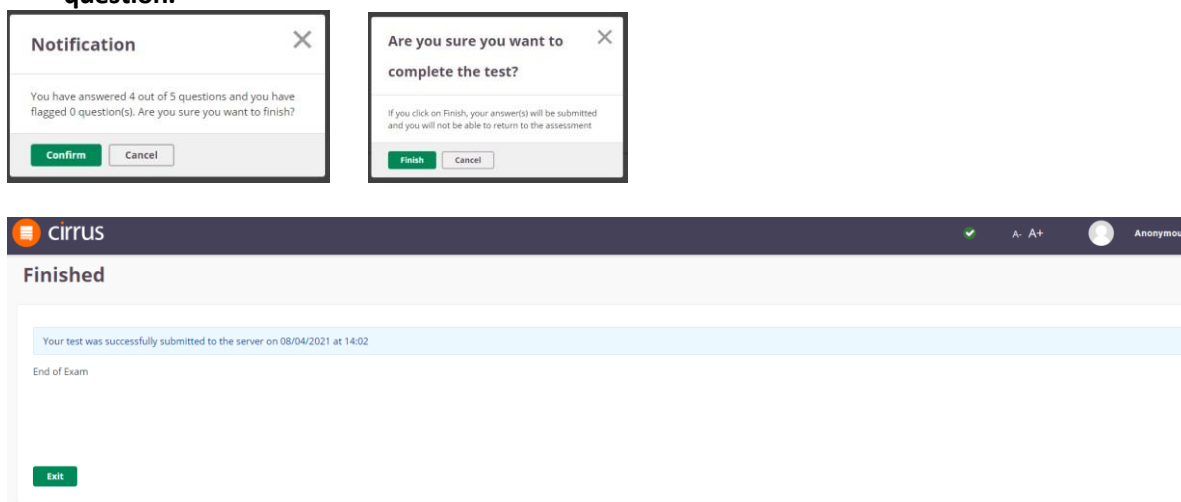 question.
Notification
You have answered 4 out of 5 questions and you have
flagged 0 question(s). Are you sure you want to finish?
Confirm Cancel
Are you sure you want to
complete the test?
If you click on Finish, your answer(s) will be submitted
and you will not be able to return to the assessment
Finish Cancel
cirrus A- A+ Anonymou
Finished
Your test was successfully submitted to the server on 08/04/2021 at 14:02
End of Exam
Exit